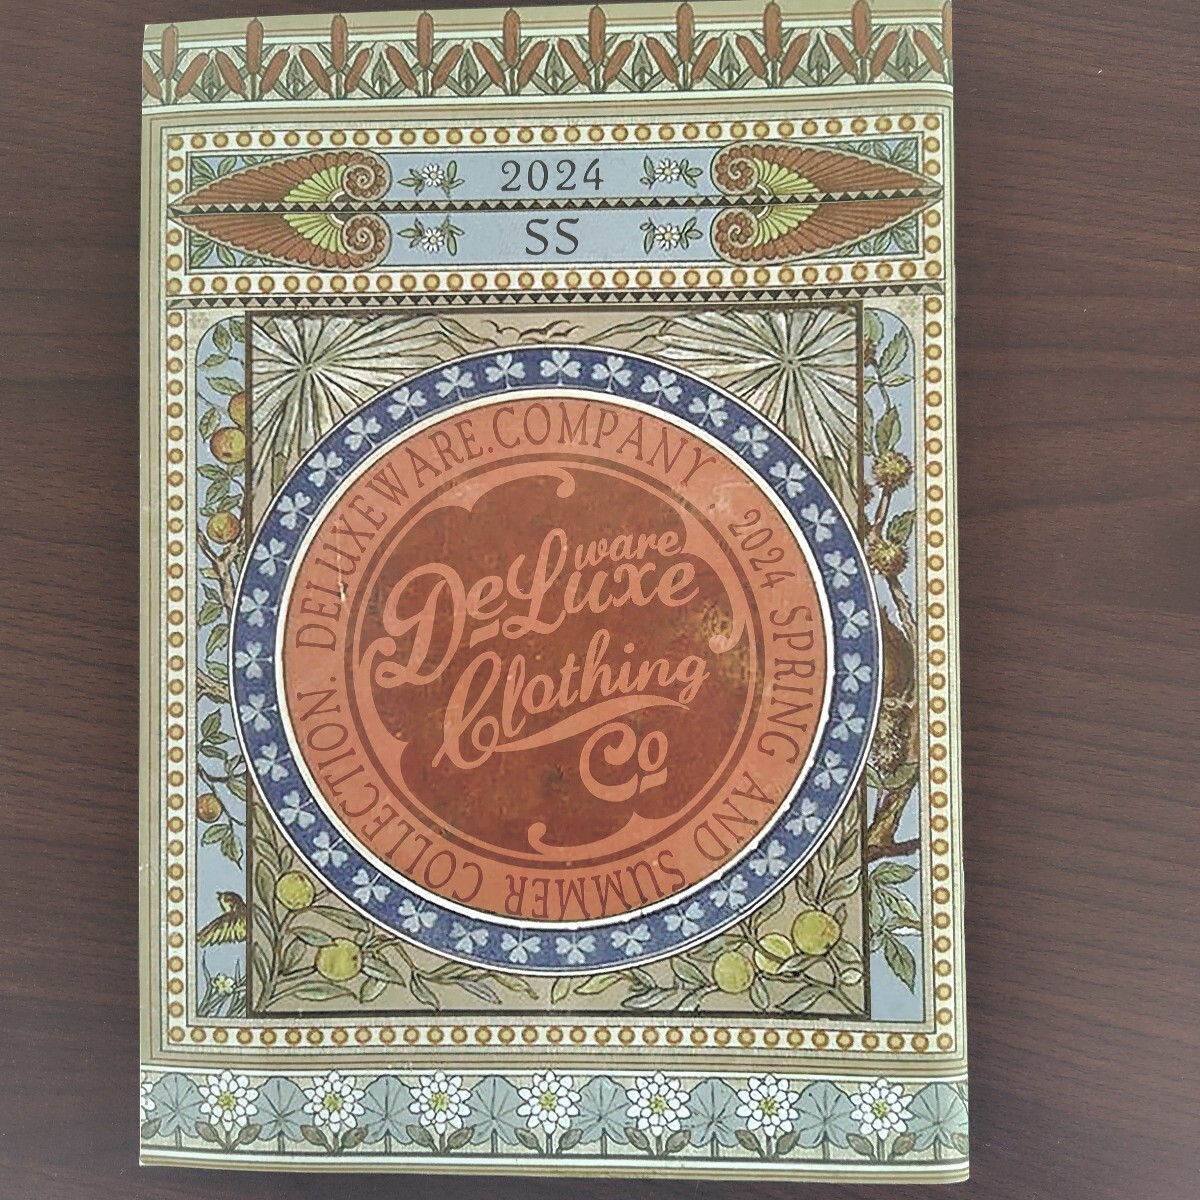 2024
SS
DELUXEWARE.COMPANY 2024 SPRING AND SUMMER COLLECTION.
DeLuxe
ware
Clothing
Co